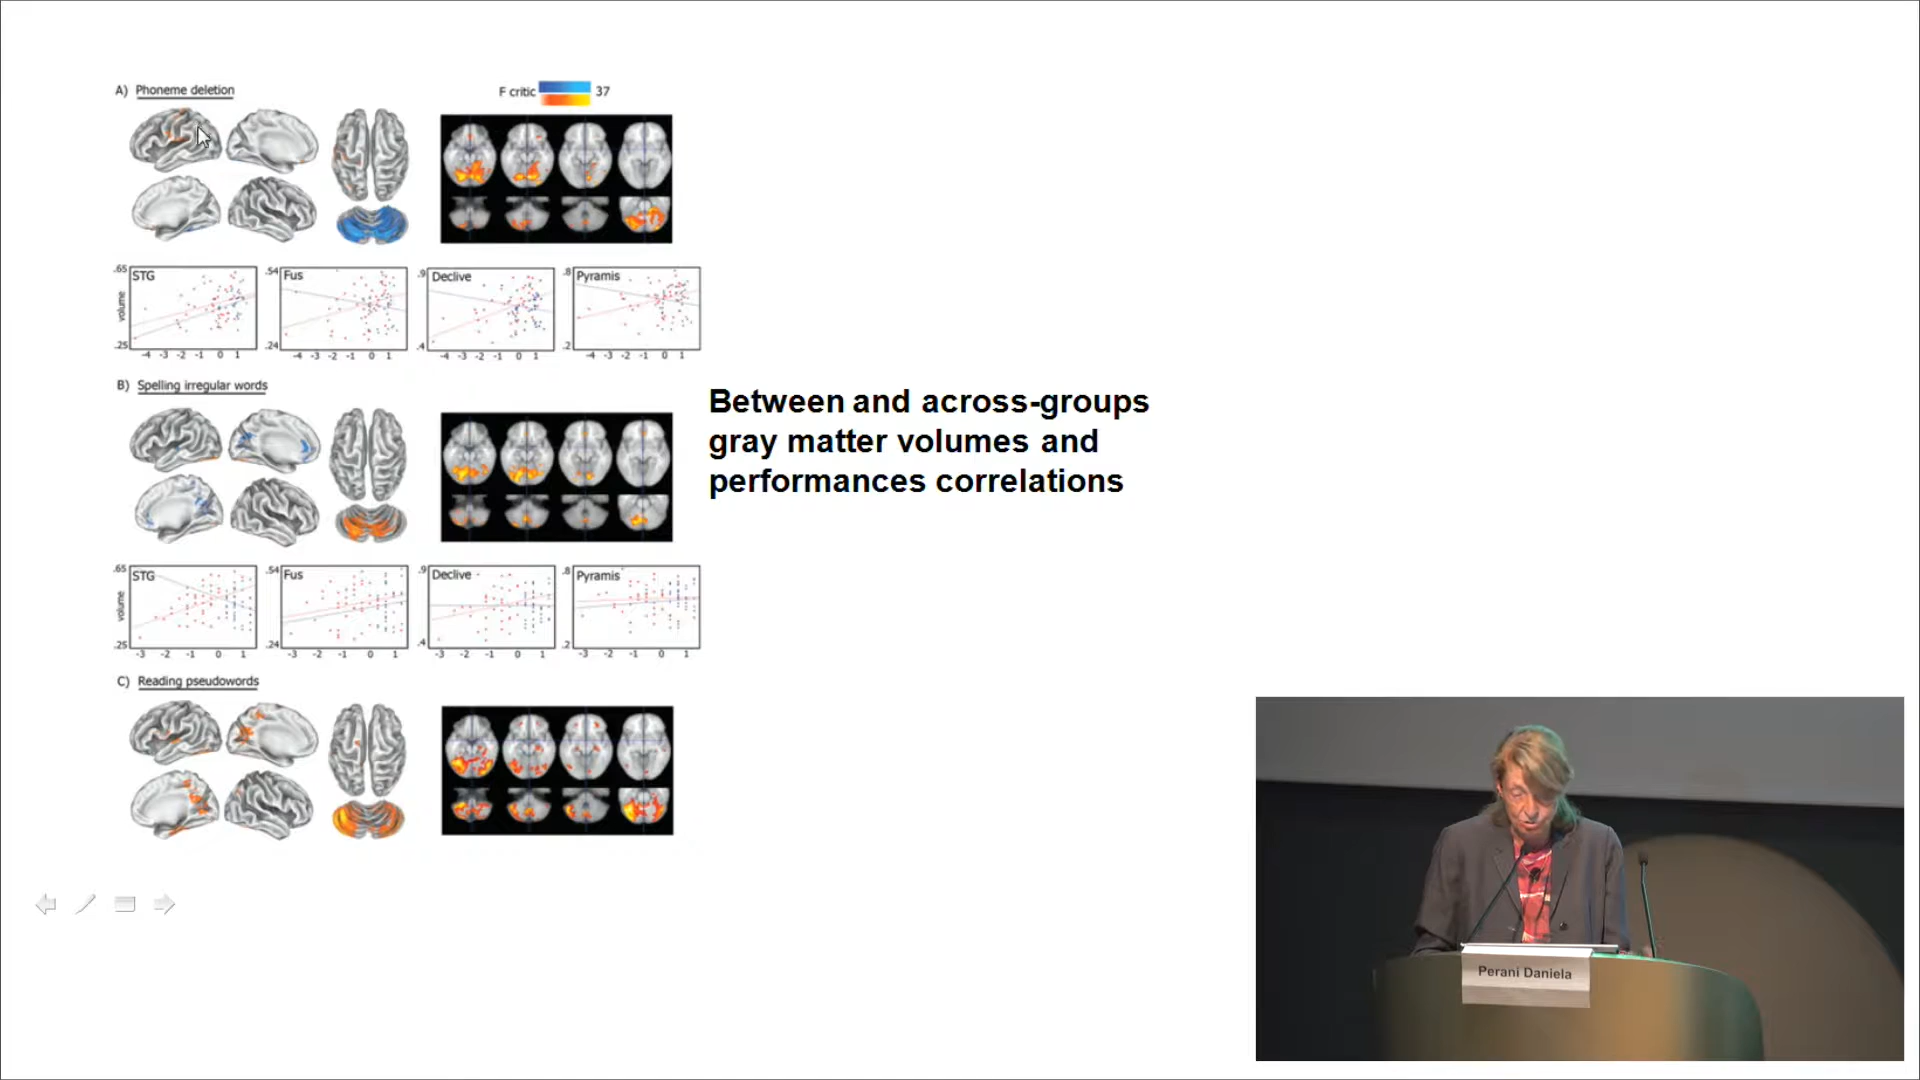 A) Phoneme deletion
F critic 37
.65 STG .54 Fus .9 Declive .8 Pyramis
volume
.25 .24 .4 .2
-4 -3 -2 -1 0 1 -4 -3 -2 -1 0 1 -4 -3 -2 -1 0 1 -4 -3 -2 -1 0 1
B) Spelling irregular words
Between and across-groups
gray matter volumes and
performances correlations
.65 STG .54 Fus .9 Declive .8 Pyramis
volume
.25 .24 .4 .2
-3 -2 -1 0 1 -3 -2 -1 0 1 -3 -2 -1 0 1 -3 -2 -1 0 1
C) Reading pseudowords
Perani Daniela